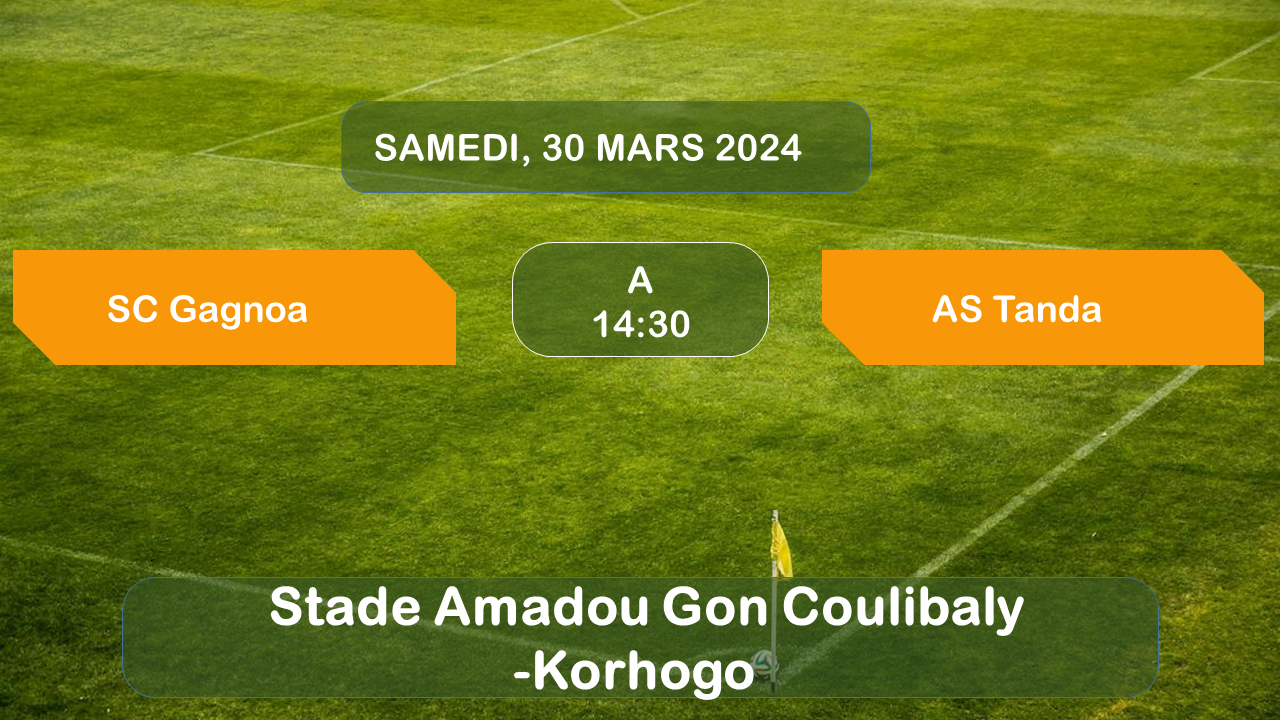 SAMEDI, 30 MARS 2024
SC Gagnoa
A
14:30
AS Tanda
Stade Amadou Gon Coulibaly
-Korhogo